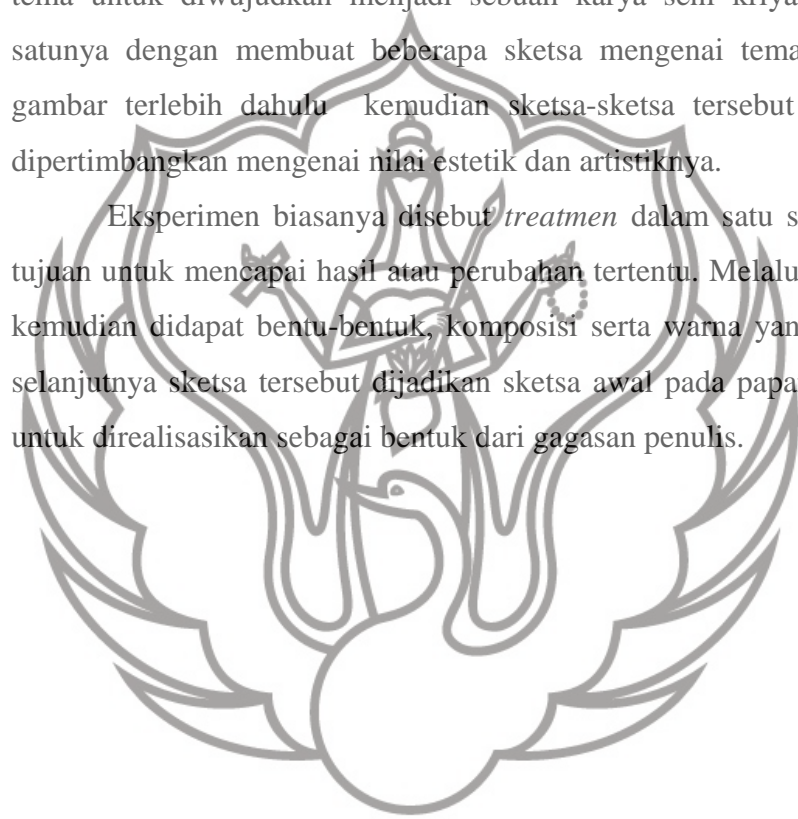 tema untuk diwujudkan menjadi sebuah karya seni kriya
satunya dengan membuat beberapa sketsa mengenai tema
gambar terlebih dahulu kemudian sketsa-sketsa tersebut
dipertimbangkan mengenai nilai estetik dan artistiknya.
Eksperimen biasanya disebut treatmen dalam satu s
tujuan untuk mencapai hasil atau perubahan tertentu. Melalu
kemudian didapat bentu-bentuk, komposisi serta warna yan
selanjutnya sketsa tersebut dijadikan sketsa awal pada papa
untuk direalisasikan sebagai bentuk dari gagasan penulis.